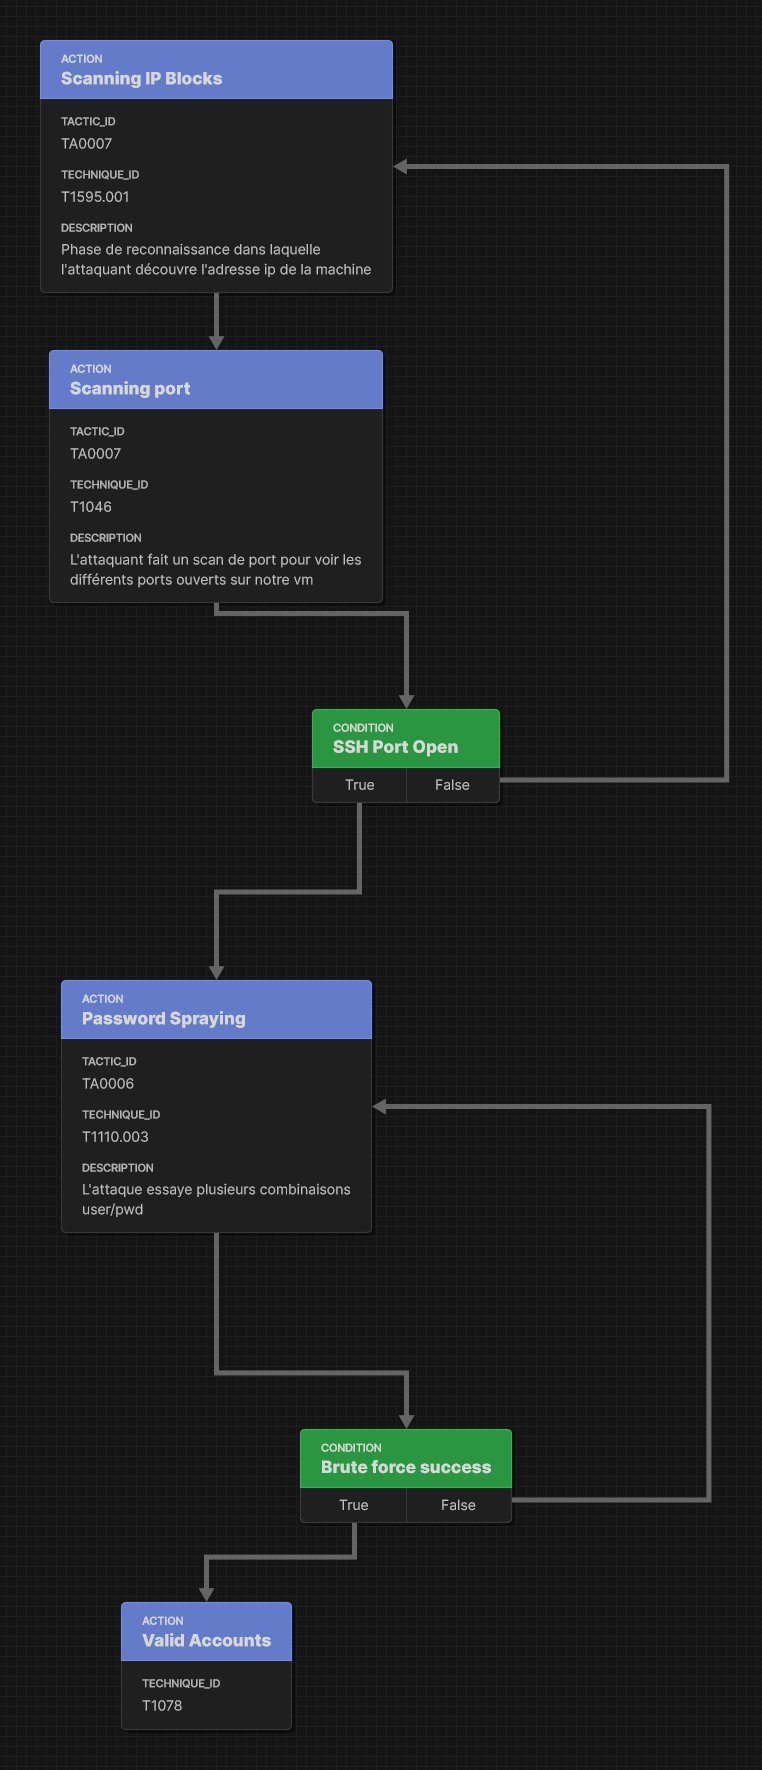 ACTION
Scanning IP Blocks
TACTIC_ID
TA0007
TECHNIQUE_ID
T1595.001
DESCRIPTION
Phase de reconnaissance dans laquelle
l'attaquant découvre l'adresse ip de la machine
ACTION
Scanning port
TACTIC_ID
TA0007
TECHNIQUE_ID
T1046
DESCRIPTION
L'attaquant fait un scan de port pour voir les
différents ports ouverts sur notre vm
CONDITION
SSH Port Open
True False
ACTION
Password Spraying
TACTIC_ID
TA0006
TECHNIQUE_ID
T1110.003
DESCRIPTION
L'attaque essaye plusieurs combinaisons
user/pwd
CONDITION
Brute force success
True False
ACTION
Valid Accounts
TECHNIQUE_ID
T1078